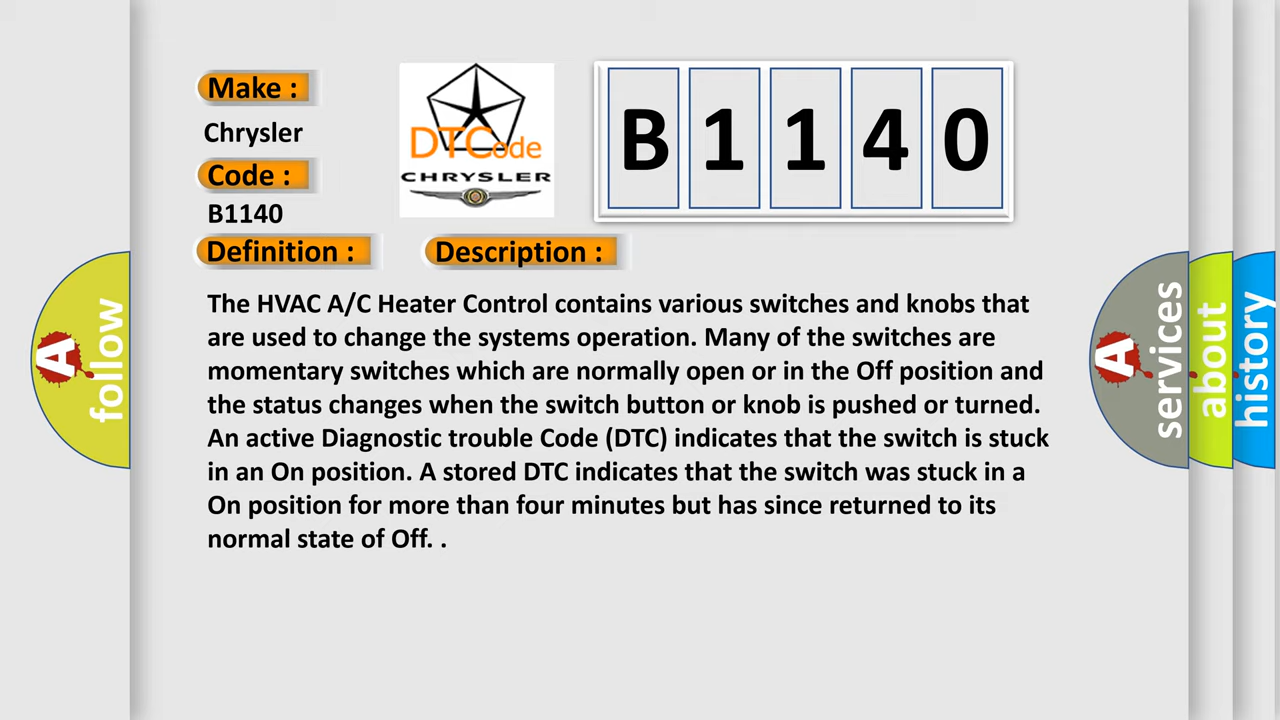 Make :
Chrysler
Code :
B1140
Definition :
Description :
DTCode
CHRYSLER
B 1 1 4 0
The HVAC A/C Heater Control contains various switches and knobs that
are used to change the systems operation. Many of the switches are
momentary switches which are normally open or in the Off position and
the status changes when the switch button or knob is pushed or turned.
An active Diagnostic trouble Code (DTC) indicates that the switch is stuck
in an On position. A stored DTC indicates that the switch was stuck in a
On position for more than four minutes but has since returned to its
normal state of Off. .
A
follow
A
services
about
history